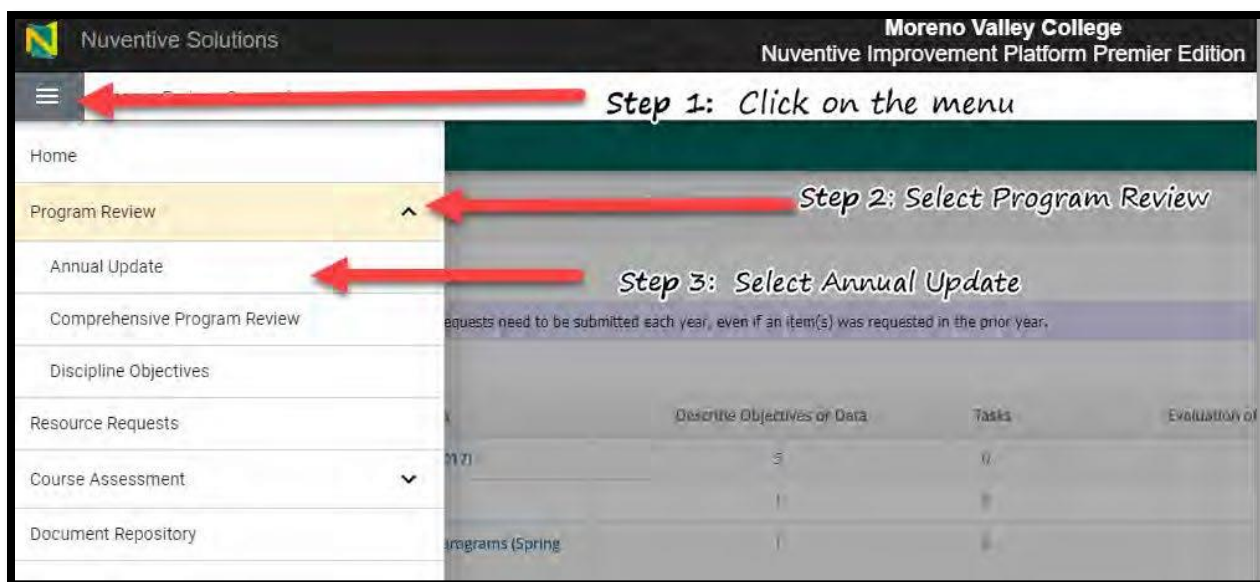 Nuventive Solutions
Moreno Valley College
Nuventive Improvement Platform Premier Edition
Step 1: Click on the menu
Home
Program Review
Step 2: Select Program Review
Annual Update
Step 3: Select Annual Update
Comprehensive Program Review
equests need to be submitted each year, even if an item(s) was requested in the prior year.
Discipline Objectives
Describe Objectives or Data
Tasks
Evaluation of
Resource Requests
Course Assessment
Document Repository
programs (Spring